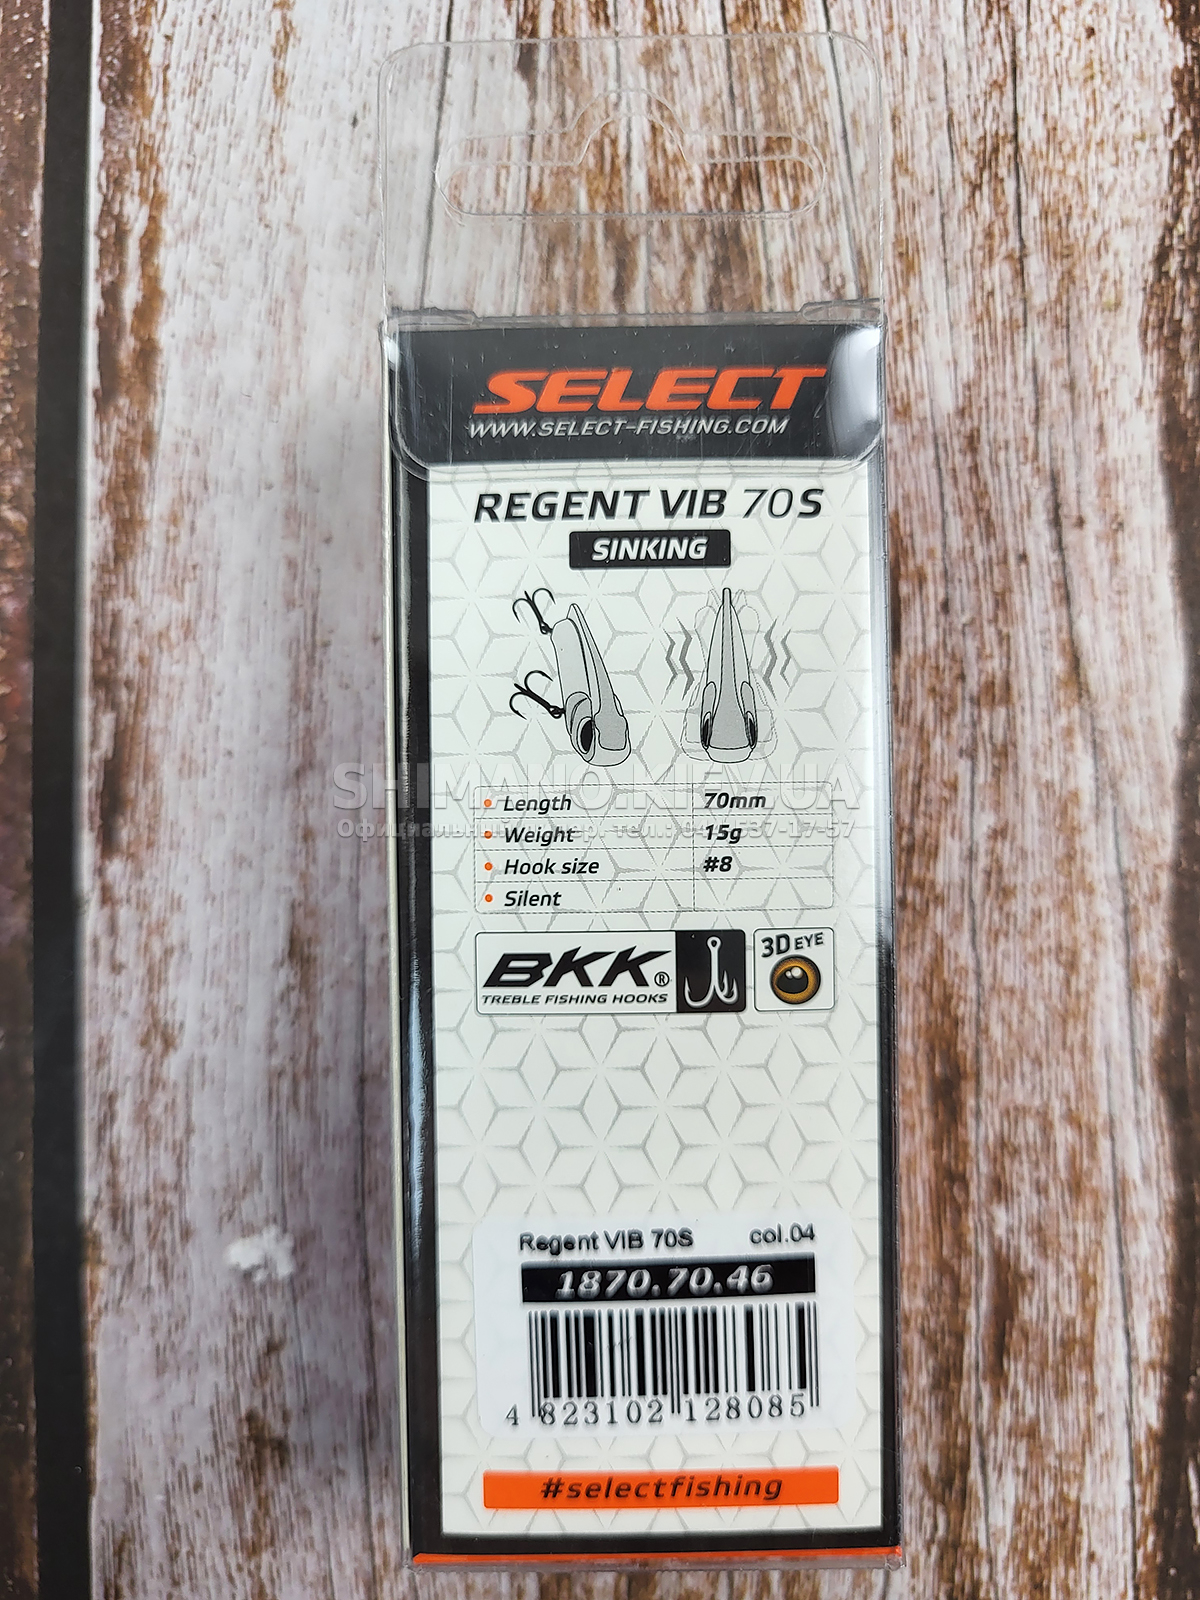 SELECT
WWW.SELECT-FISHING.COM
REGENT VIB 70S
SINKING
SHIMANO.KIEV.UA
• Length 70mm
• Weight 15g
• Hook size #8
• Silent
BKK®
TREBLE FISHING HOOKS
3D EYE
Regent VIB 70S col.04
1870.70.46
4 823102 128085
#selectfishing